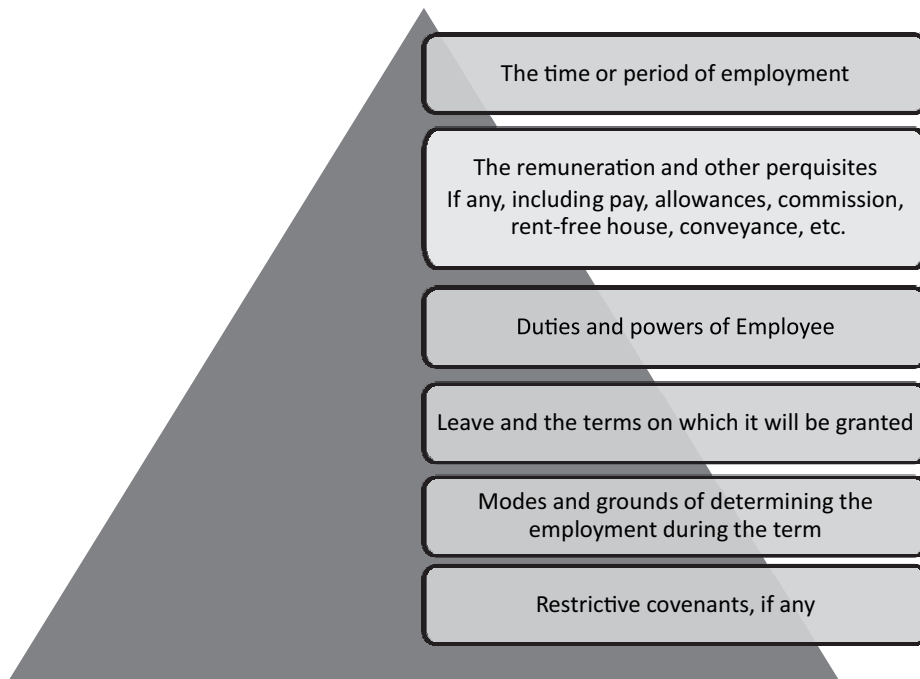 The time or period of employment
The remuneration and other perquisites
If any, including pay, allowances, commission,
rent-free house, conveyance, etc.
Duties and powers of Employee
Leave and the terms on which it will be granted
Modes and grounds of determining the
employment during the term
Restrictive covenants, if any